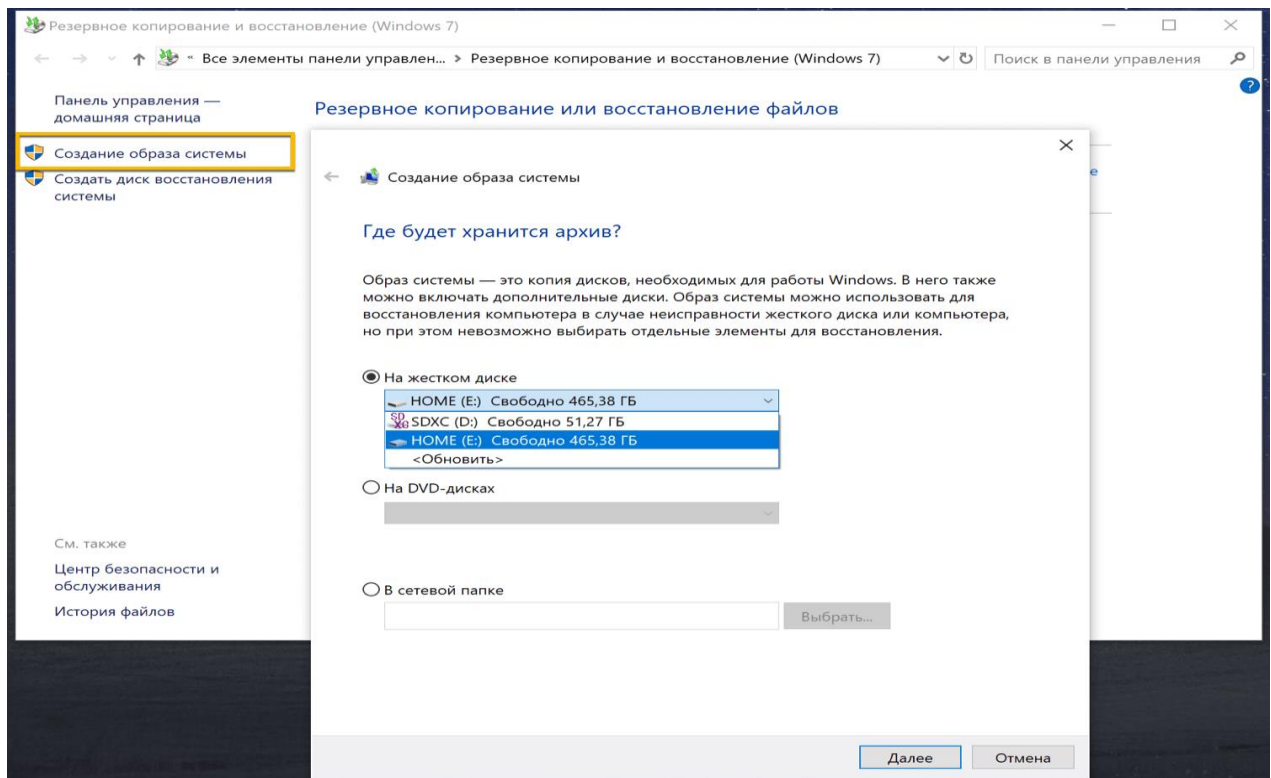 Резервное копирование и восстановление (Windows 7)
« Все элементы панели управлен... > Резервное копирование и восстановление (Windows 7)
Поиск в панели управления
?
Панель управления —
домашняя страница
Создание образа системы
Создать диск восстановления
системы
См. также
Центр безопасности и
обслуживания
История файлов
Резервное копирование или восстановление файлов
е
Создание образа системы
Где будет хранится архив?
Образ системы — это копия дисков, необходимых для работы Windows. В него также
можно включать дополнительные диски. Образ системы можно использовать для
восстановления компьютера в случае неисправности жесткого диска или компьютера,
но при этом невозможно выбирать отдельные элементы для восстановления.
На жестком диске
HOME (E:) Свободно 465,38 ГБ
SDXC (D:) Свободно 51,27 ГБ
HOME (E:) Свободно 465,38 ГБ
<Обновить>
На DVD-дисках
В сетевой папке
Выбрать...
Далее
Отмена